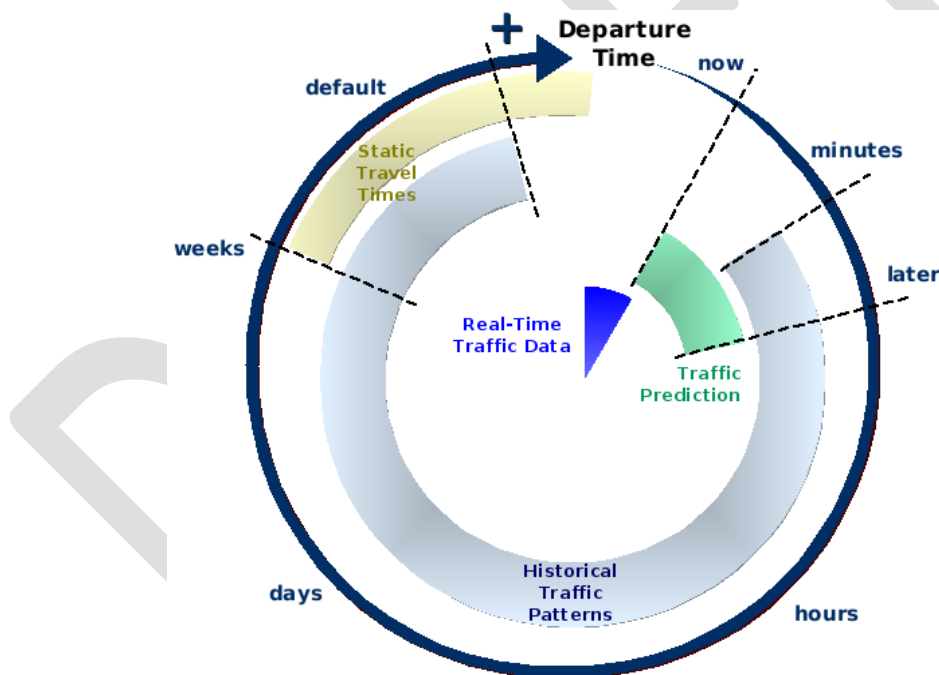 +
Departure
Time
now
default
minutes
Static
Travel
Times
weeks
later
Real-Time
Traffic Data
Traffic
Prediction
Historical
Traffic
Patterns
days
hours